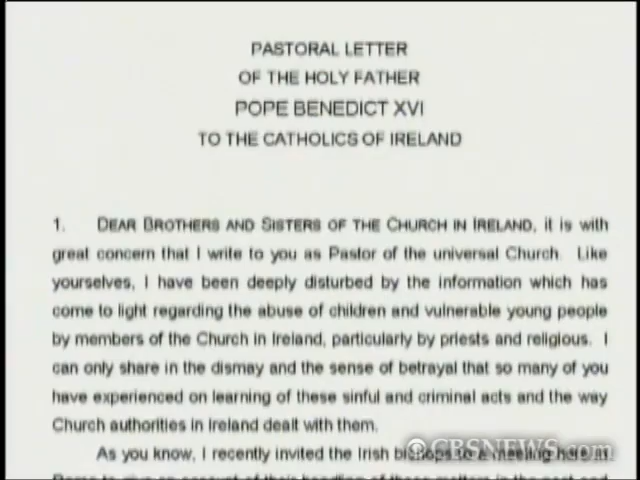 PASTORAL LETTER
OF THE HOLY FATHER
POPE BENEDICT XVI
TO THE CATHOLICS OF IRELAND
1. DEAR BROTHERS AND SISTERS OF THE CHURCH IN IRELAND, it is with
great concern that I write to you as Pastor of the universal Church. Like
yourselves, I have been deeply disturbed by the information which has
come to light regarding the abuse of children and vulnerable young people
by members of the Church in Ireland, particularly by priests and religious. I
can only share in the dismay and the sense of betrayal that so many of you
have experienced on learning of these sinful and criminal acts and the way
Church authorities in Ireland dealt with them.
As you know, I recently invited the Irish bishops to a meeting here in
CBSNEWS.com